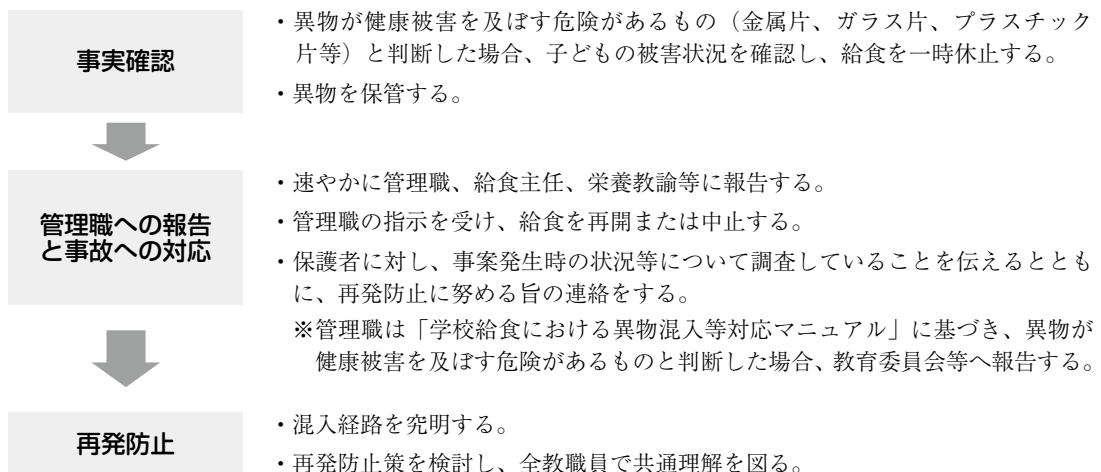 事実確認
・異物が健康被害を及ぼす危険があるもの（金属片、ガラス片、プラスチック
片等）と判断した場合、子どもの被害状況を確認し、給食を一時休止する。
・異物を保管する。
管理職への報告
と事故への対応
・速やかに管理職、給食主任、栄養教諭等に報告する。
・管理職の指示を受け、給食を再開または中止する。
・保護者に対し、事案発生時の状況等について調査していることを伝えるととも
に、再発防止に努める旨の連絡をする。
※管理職は「学校給食における異物混入等対応マニュアル」に基づき、異物が
健康被害を及ぼす危険があるものと判断した場合、教育委員会等へ報告する。
再発防止
・混入経路を究明する。
・再発防止策を検討し、全教職員で共通理解を図る。